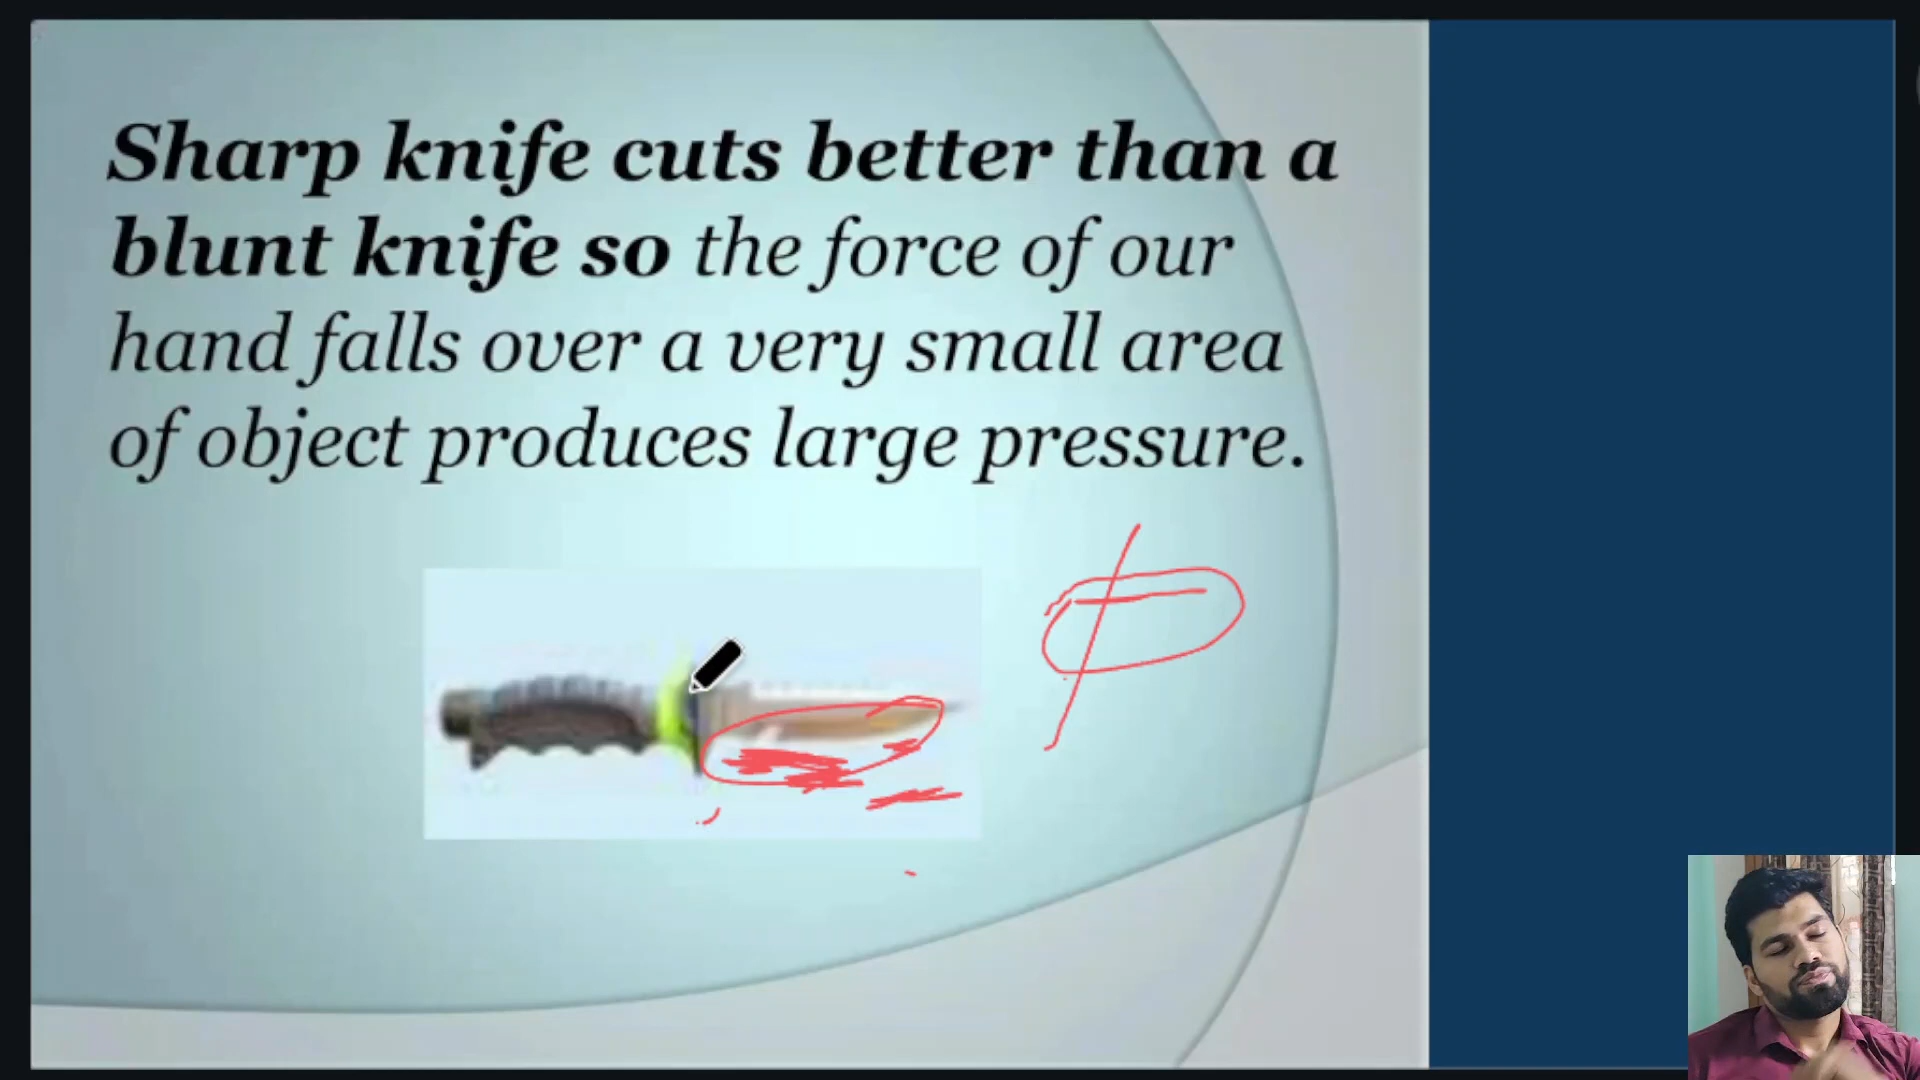 Sharp knife cuts better than a
blunt knife so the force of our
hand falls over a very small area
of object produces large pressure.